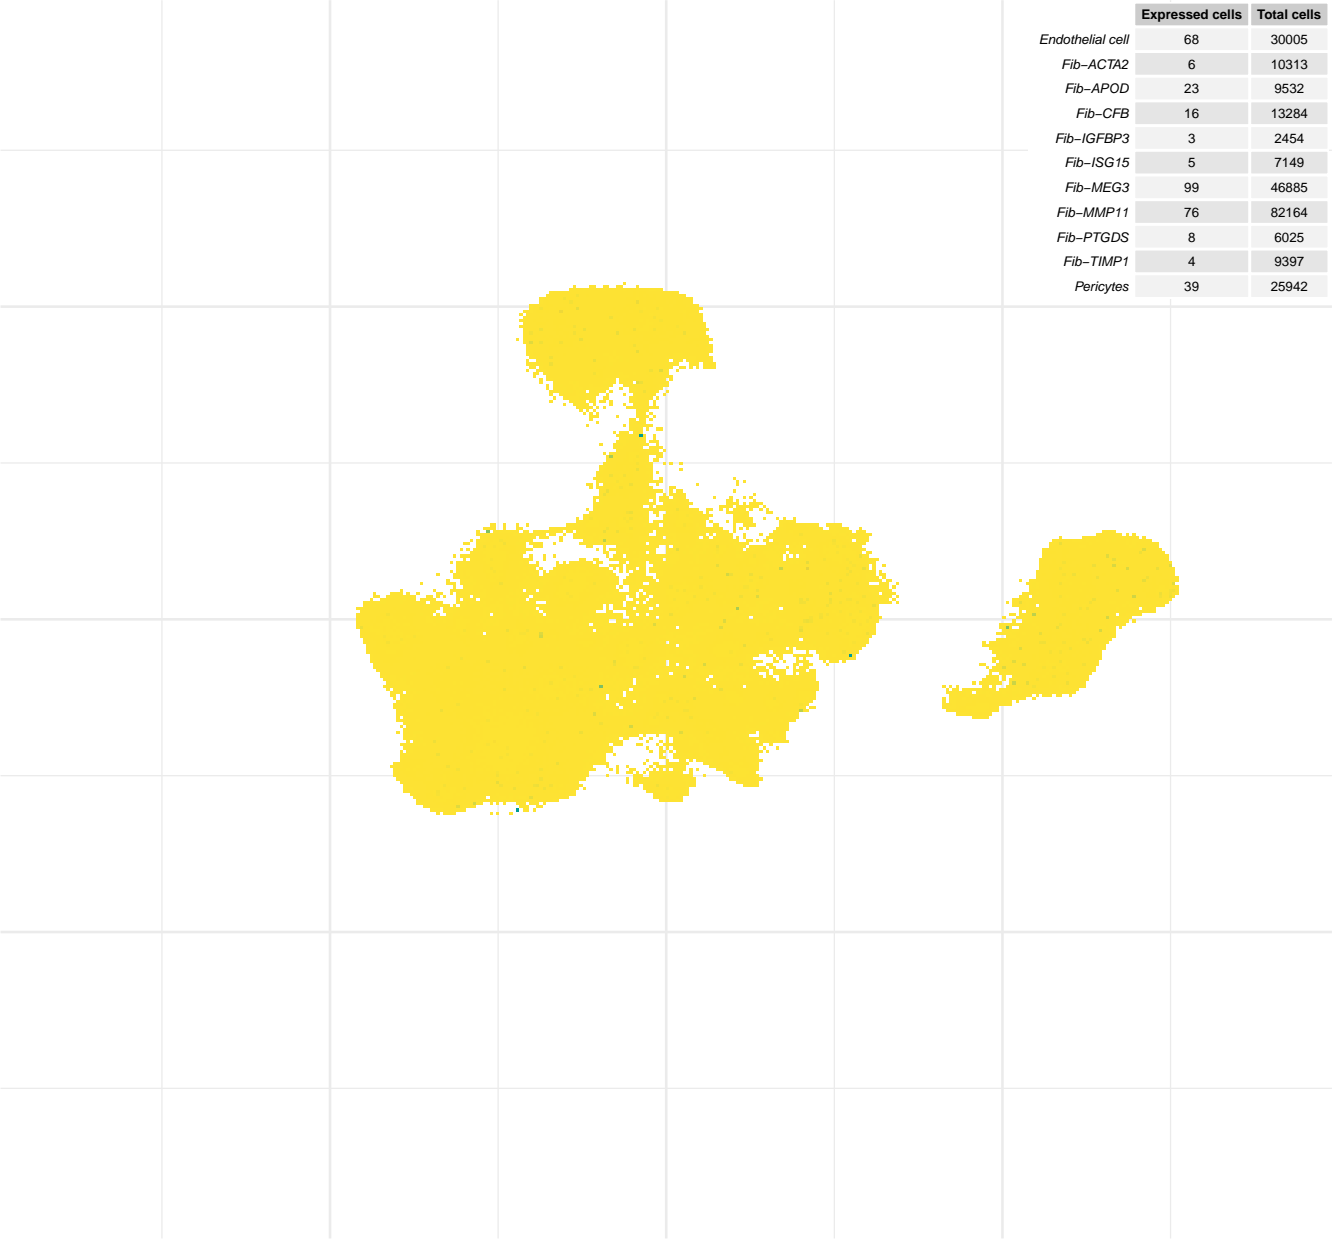 Expressed cells Total cells
Endothelial cell 68 30005
Fib−ACTA2 6 10313
Fib−APOD 23 9532
Fib−CFB 16 13284
Fib−IGFBP3 3 2454
Fib−ISG15 5 7149
Fib−MEG3 99 46885
Fib−MMP11 76 82164
Fib−PTGDS 8 6025
Fib−TIMP1 4 9397
Pericytes 39 25942